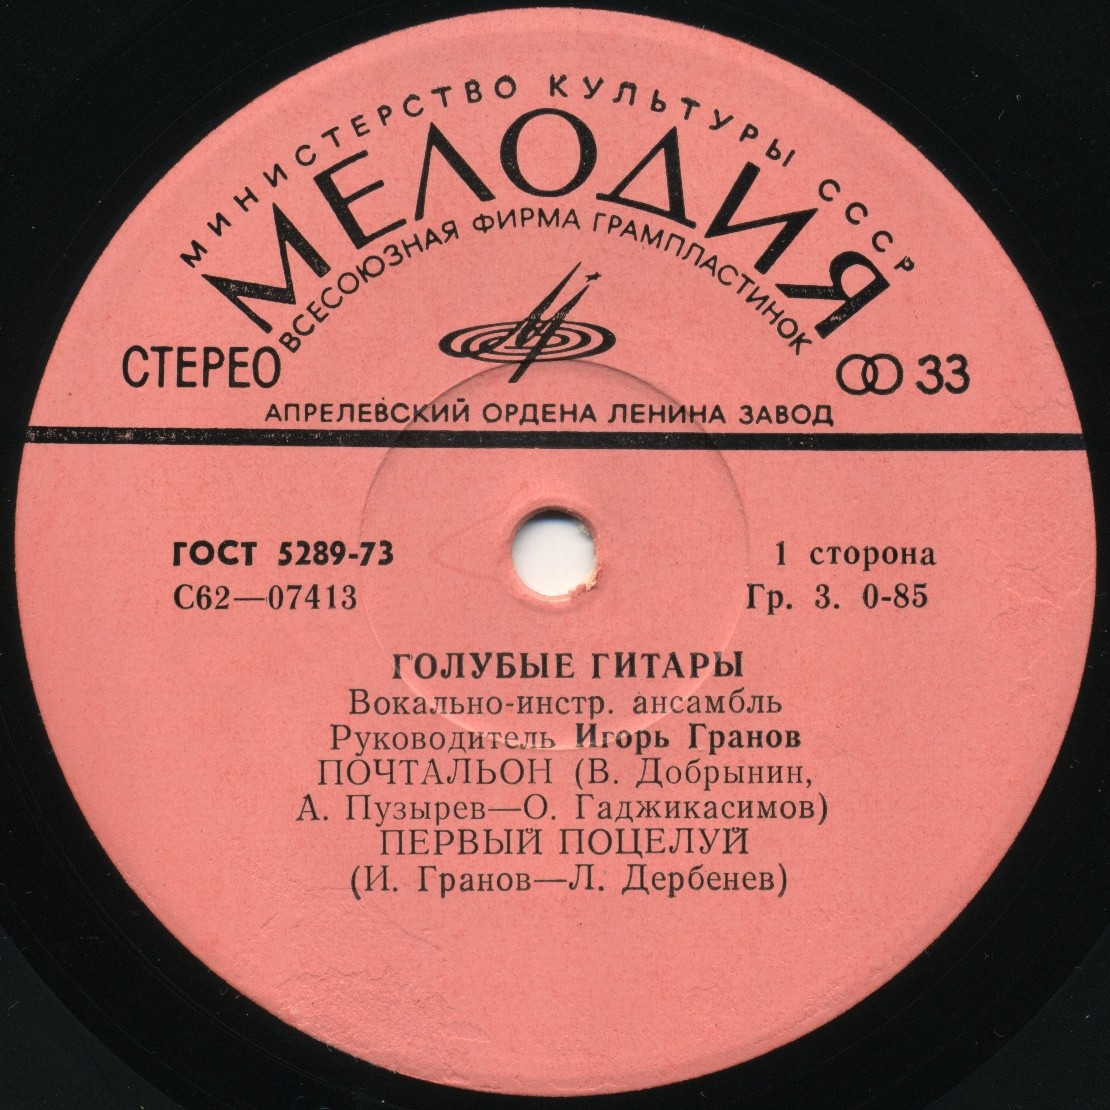 МИНИСТЕРСТВО КУЛЬТУРЫ СССР
МЕЛОДИЯ
ВСЕСОЮЗНАЯ ФИРМА ГРАМПЛАСТИНОК
СТЕРЕО
33
АПРЕЛЕВСКИЙ ОРДЕНА ЛЕНИНА ЗАВОД
ГОСТ 5289-73
1 сторона
С62—07413
Гр. 3. 0-85
ГОЛУБЫЕ ГИТАРЫ
Вокально-инстр. ансамбль
Руководитель Игорь Гранов
ПОЧТАЛЬОН (В. Добрынин,
А. Пузырев—О. Гаджикасимов)
ПЕРВЫЙ ПОЦЕЛУЙ
(И. Гранов—Л. Дербенев)